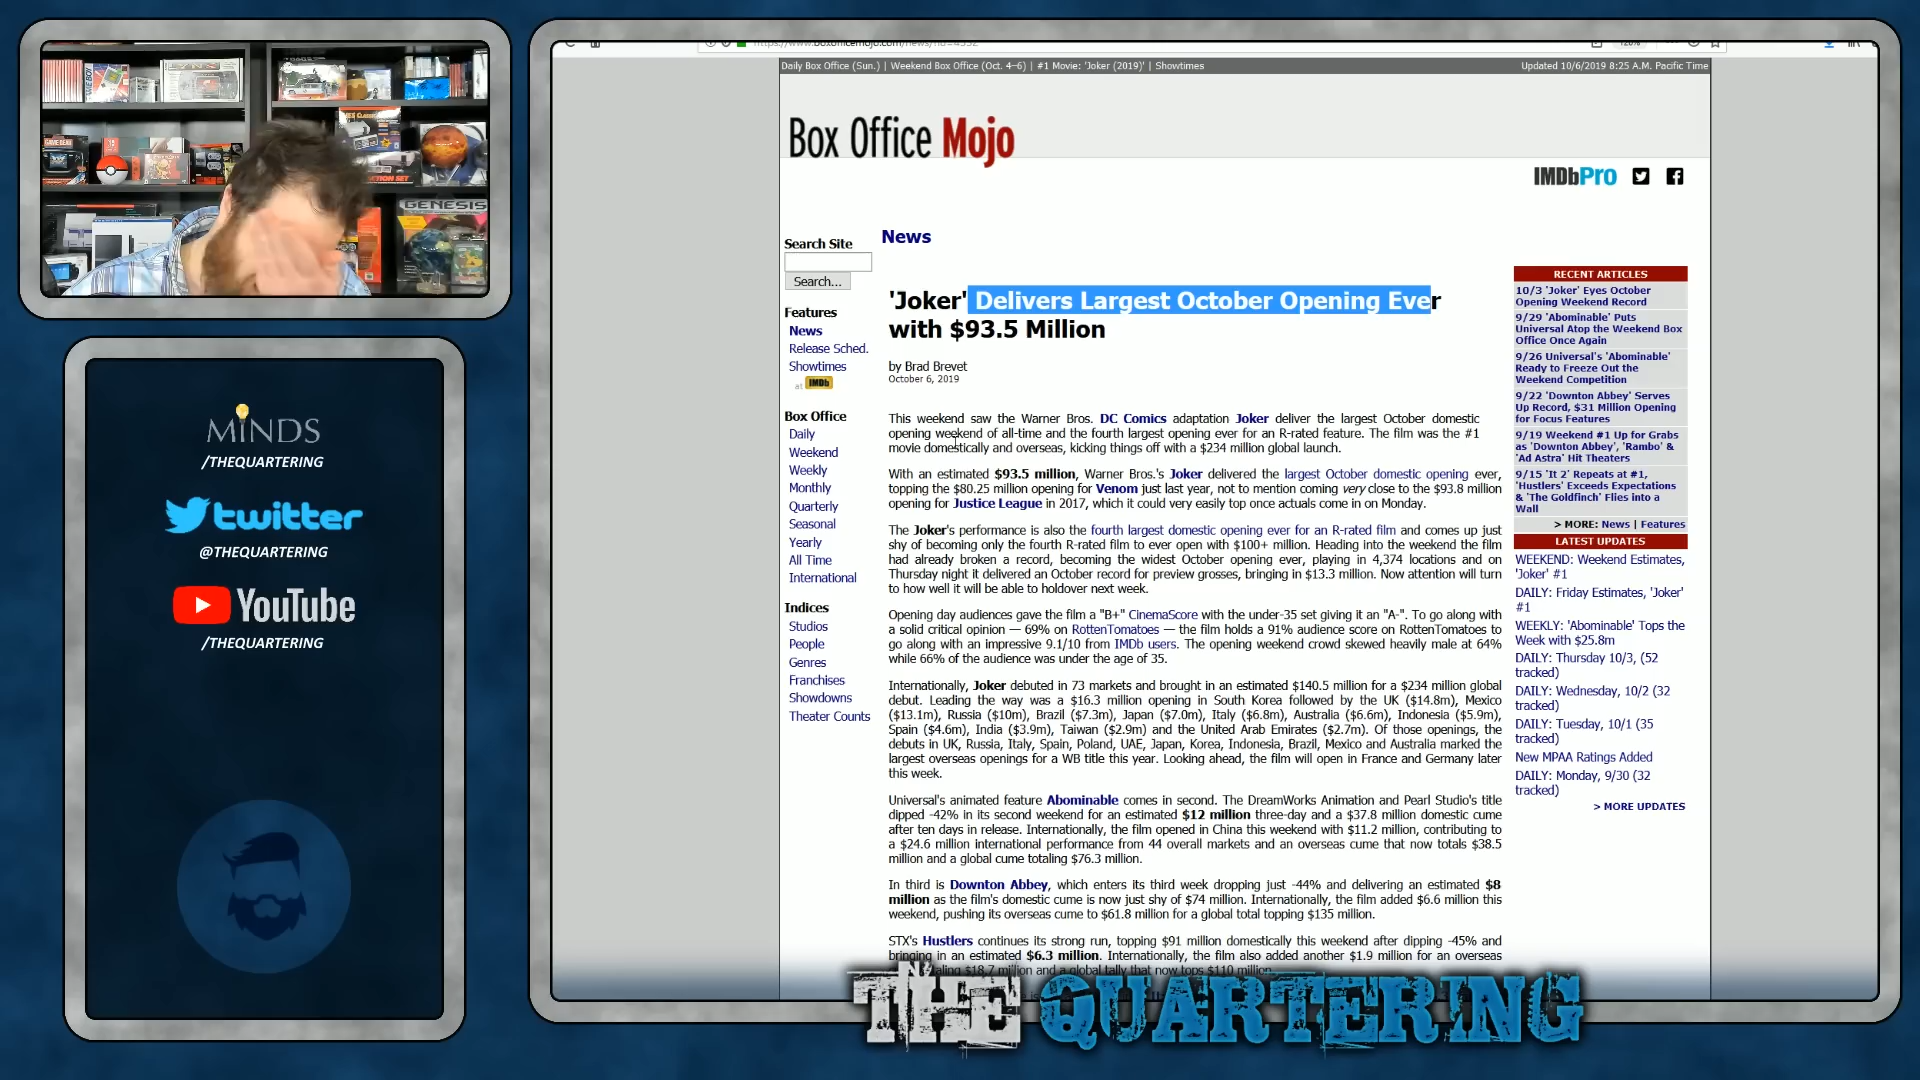 GENESIS
MINDS
/THEQUARTERING
twitter
@THEQUARTERING
YouTube
/THEQUARTERING
Daily Box Office (Sun.) | Weekend Box Office (Oct. 4–6) | #1 Movie: 'Joker (2019)' | Showtimes
Updated 10/6/2019 8:25 A.M. Pacific Time
Box Office Mojo
IMDbPro
Search Site
Search...
Features
News
Release Sched.
Showtimes
at IMDb
Box Office
Daily
Weekend
Weekly
Monthly
Quarterly
Seasonal
Yearly
All Time
International
Indices
Studios
People
Genres
Franchises
Showdowns
Theater Counts
News
'Joker' Delivers Largest October Opening Ever
with $93.5 Million
by Brad Brevet
October 6, 2019
This weekend saw the Warner Bros. DC Comics adaptation Joker deliver the largest October domestic
opening weekend of all-time and the fourth largest opening ever for an R-rated feature. The film was the #1
movie domestically and overseas, kicking things off with a $234 million global launch.
With an estimated $93.5 million, Warner Bros.'s Joker delivered the largest October domestic opening ever,
topping the $80.25 million opening for Venom just last year, not to mention coming very close to the $93.8 million
opening for Justice League in 2017, which it could very easily top once actuals come in on Monday.
The Joker's performance is also the fourth largest domestic opening ever for an R-rated film and comes up just
shy of becoming only the fourth R-rated film to ever open with $100+ million. Heading into the weekend the film
had already broken a record, becoming the widest October opening ever, playing in 4,374 locations and on
Thursday night it delivered an October record for preview grosses, bringing in $13.3 million. Now attention will turn
to how well it will be able to holdover next week.
Opening day audiences gave the film a "B+" CinemaScore with the under-35 set giving it an "A-". To go along with
a solid critical opinion — 69% on RottenTomatoes — the film holds a 91% audience score on RottenTomatoes to
go along with an impressive 9.1/10 from IMDb users. The opening weekend crowd skewed heavily male at 64%
while 66% of the audience was under the age of 35.
Internationally, Joker debuted in 73 markets and brought in an estimated $140.5 million for a $234 million global
debut. Leading the way was a $16.3 million opening in South Korea followed by the UK ($14.8m), Mexico
($13.1m), Russia ($10m), Brazil ($7.3m), Japan ($7.0m), Italy ($6.8m), Australia ($6.6m), Indonesia ($5.9m),
Spain ($4.6m), India ($3.9m), Taiwan ($2.9m) and the United Arab Emirates ($2.7m). Of those openings, the
debuts in UK, Russia, Italy, Spain, Poland, UAE, Japan, Korea, Indonesia, Brazil, Mexico and Australia marked the
largest overseas openings for a WB title this year. Looking ahead, the film will open in France and Germany later
this week.
Universal's animated feature Abominable comes in second. The DreamWorks Animation and Pearl Studio's title
dipped -42% in its second weekend for an estimated $12 million three-day and a $37.8 million domestic cume
after ten days in release. Internationally, the film opened in China this weekend with $11.2 million, contributing to
a $24.6 million international performance from 44 overall markets and an overseas cume that now totals $38.5
million and a global cume totaling $76.3 million.
In third is Downton Abbey, which enters its third week dropping just -44% and delivering an estimated $8
million as the film's domestic cume is now just shy of $74 million. Internationally, the film added $6.6 million this
weekend, pushing its overseas cume to $61.8 million for a global total topping $135 million.
STX's Hustlers continues its strong run, topping $91 million domestically this weekend after dipping -45% and
bringing in an estimated $6.3 million. Internationally, the film also added another $1.9 million for an overseas
$18.7 million and a global tally that now tops $110 million.
RECENT ARTICLES
10/3 'Joker' Eyes October
Opening Weekend Record
9/29 'Abominable' Puts
Universal Atop the Weekend Box
Office Once Again
9/26 Universal's 'Abominable'
Ready to Freeze Out the
Weekend Competition
9/22 'Downton Abbey' Serves
Up Record, $31 Million Opening
for Focus Features
9/19 Weekend #1 Up for Grabs
as 'Downton Abbey', 'Rambo' &
'Ad Astra' Hit Theaters
9/15 'It 2' Repeats at #1,
'Hustlers' Exceeds Expectations
& 'The Goldfinch' Flies into a
Wall
> MORE: News | Features
LATEST UPDATES
WEEKEND: Weekend Estimates,
'Joker' #1
DAILY: Friday Estimates, 'Joker'
#1
WEEKLY: 'Abominable' Tops the
Week with $25.8m
DAILY: Thursday 10/3, (52
tracked)
DAILY: Wednesday, 10/2 (32
tracked)
DAILY: Tuesday, 10/1 (35
tracked)
New MPAA Ratings Added
DAILY: Monday, 9/30 (32
tracked)
> MORE UPDATES
THE QUARTERING